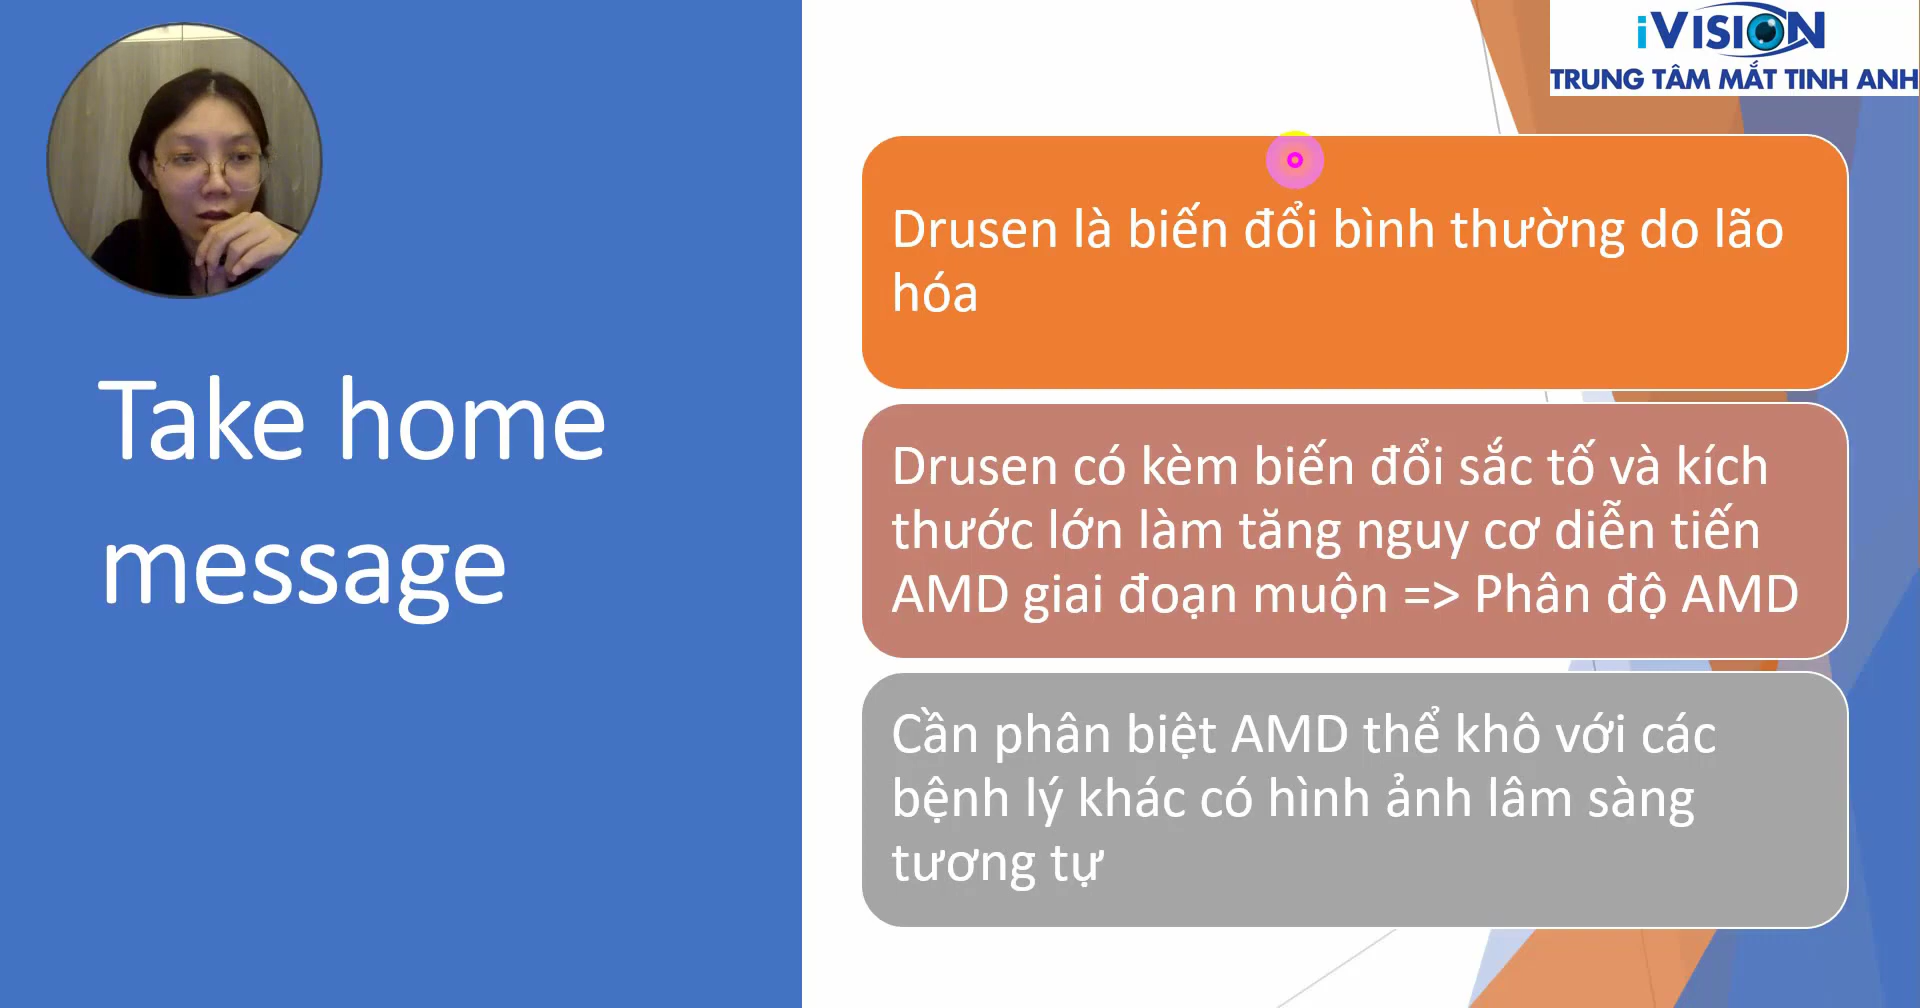 iVISION
TRUNG TÂM MẮT TINH ANH
Take home
message
Drusen là biến đổi bình thường do lão
hóa
Drusen có kèm biến đổi sắc tố và kích
thước lớn làm tăng nguy cơ diễn tiến
AMD giai đoạn muộn => Phân độ AMD
Cần phân biệt AMD thể khô với các
bệnh lý khác có hình ảnh lâm sàng
tương tự